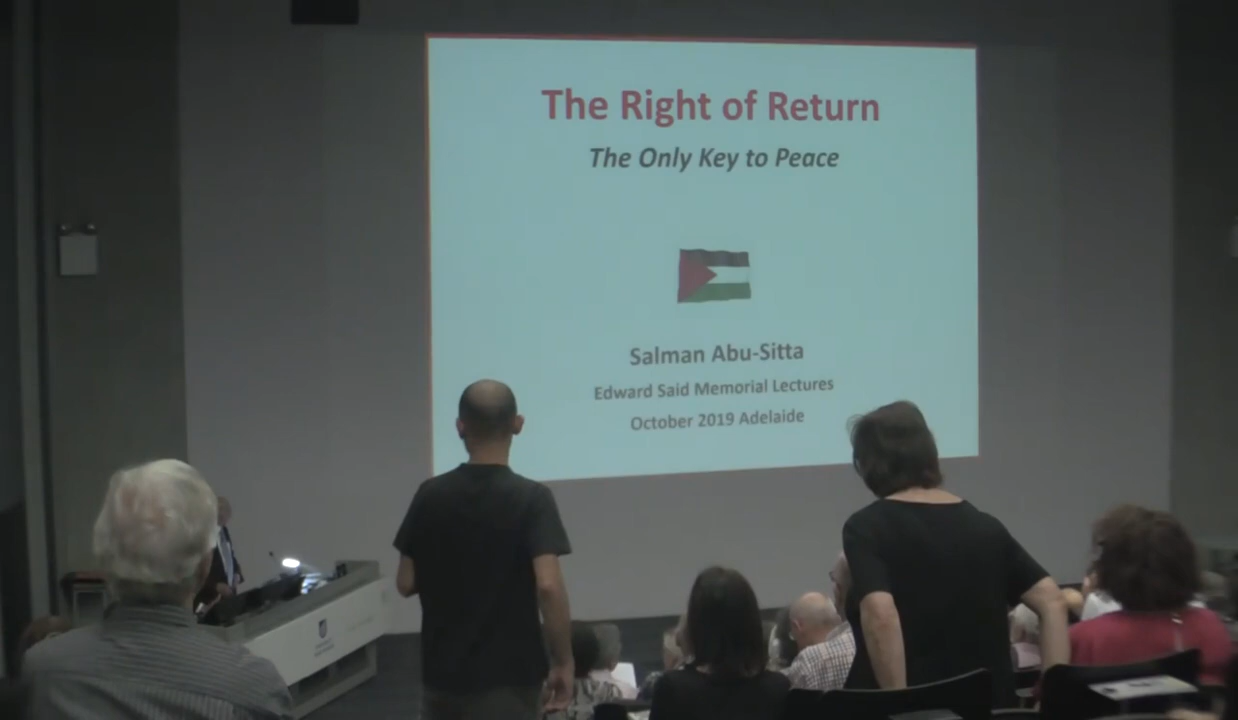 The Right of Return
The Only Key to Peace
Salman Abu-Sitta
Edward Said Memorial Lectures
October 2019 Adelaide